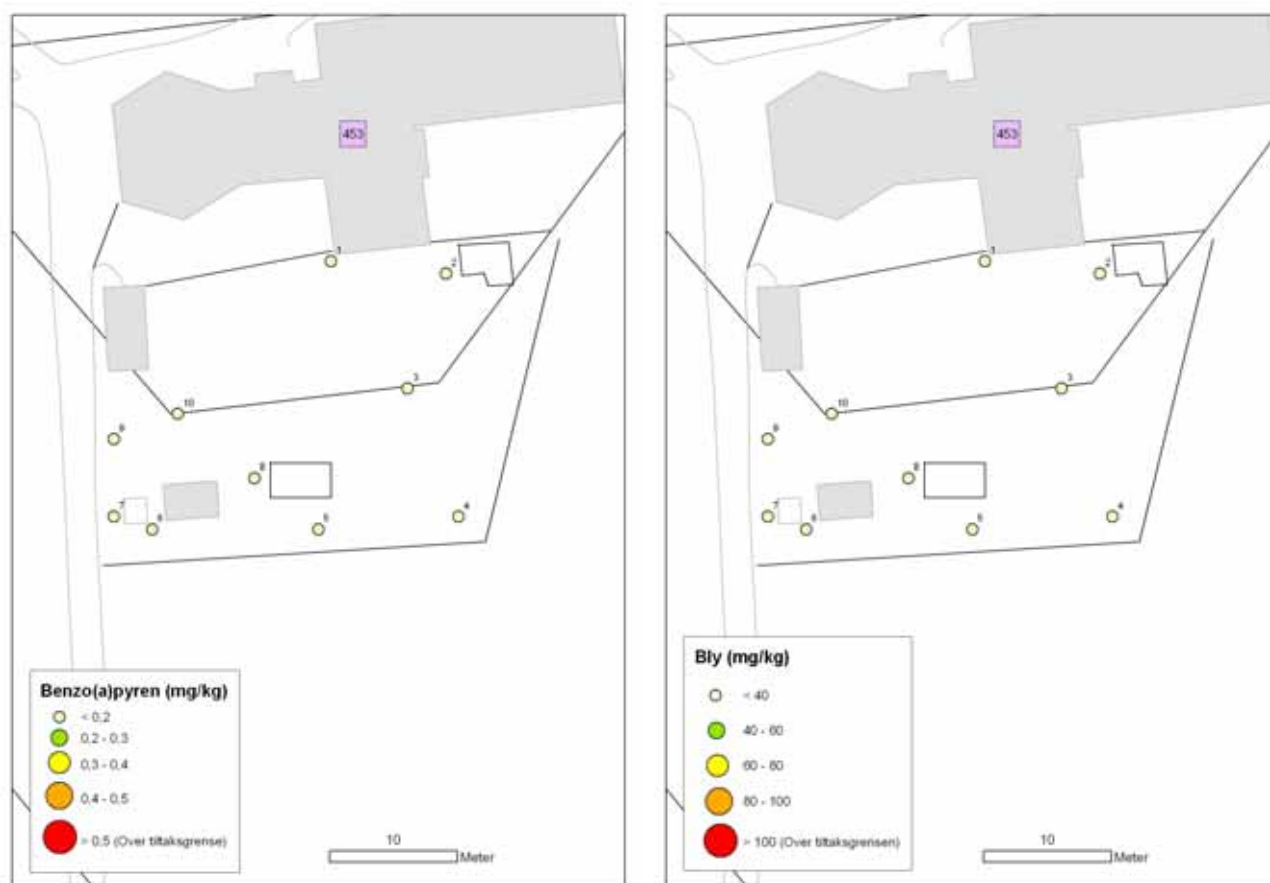 453
1
2
3
10
9
8
7
6
5
4
Benzo(a)pyren (mg/kg)
< 0,2
0,2 - 0,3
0,3 - 0,4
0,4 - 0,5
> 0,5 (Over tiltaksgrense)
10
Meter
453
1
2
3
10
9
8
7
6
5
4
Bly (mg/kg)
< 40
40 - 60
60 - 80
80 - 100
> 100 (Over tiltaksgrensen)
10
Meter